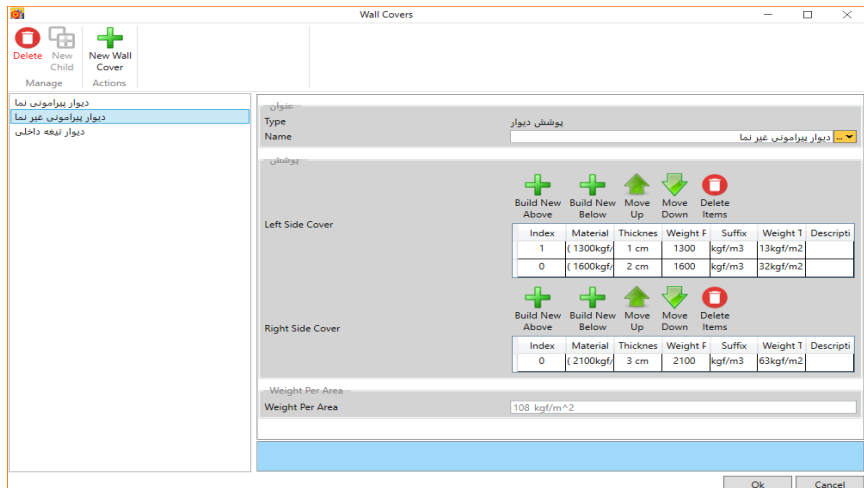 Wall Covers
Delete
New Child
New Wall Cover
Manage
Actions
دیوار پیرامونی نما
دیوار پیرامونی غیر نما
دیوار تیغه داخلی
عنوان
Type پوشش دیوار
Name دیوار پیرامونی غیر نما ...
پوشش
Build New Above
Build New Below
Move Up
Move Down
Delete Items
Left Side Cover
Index Material Thicknes Weight F Suffix Weight T Descripti
1 ( 1300kgf/ 1 cm 1300 kgf/m3 13kgf/m2
0 ( 1600kgf/ 2 cm 1600 kgf/m3 32kgf/m2
Build New Above
Build New Below
Move Up
Move Down
Delete Items
Right Side Cover
Index Material Thicknes Weight F Suffix Weight T Descripti
0 ( 2100kgf/ 3 cm 2100 kgf/m3 63kgf/m2
Weight Per Area
Weight Per Area 108 kgf/m^2
Ok
Cancel